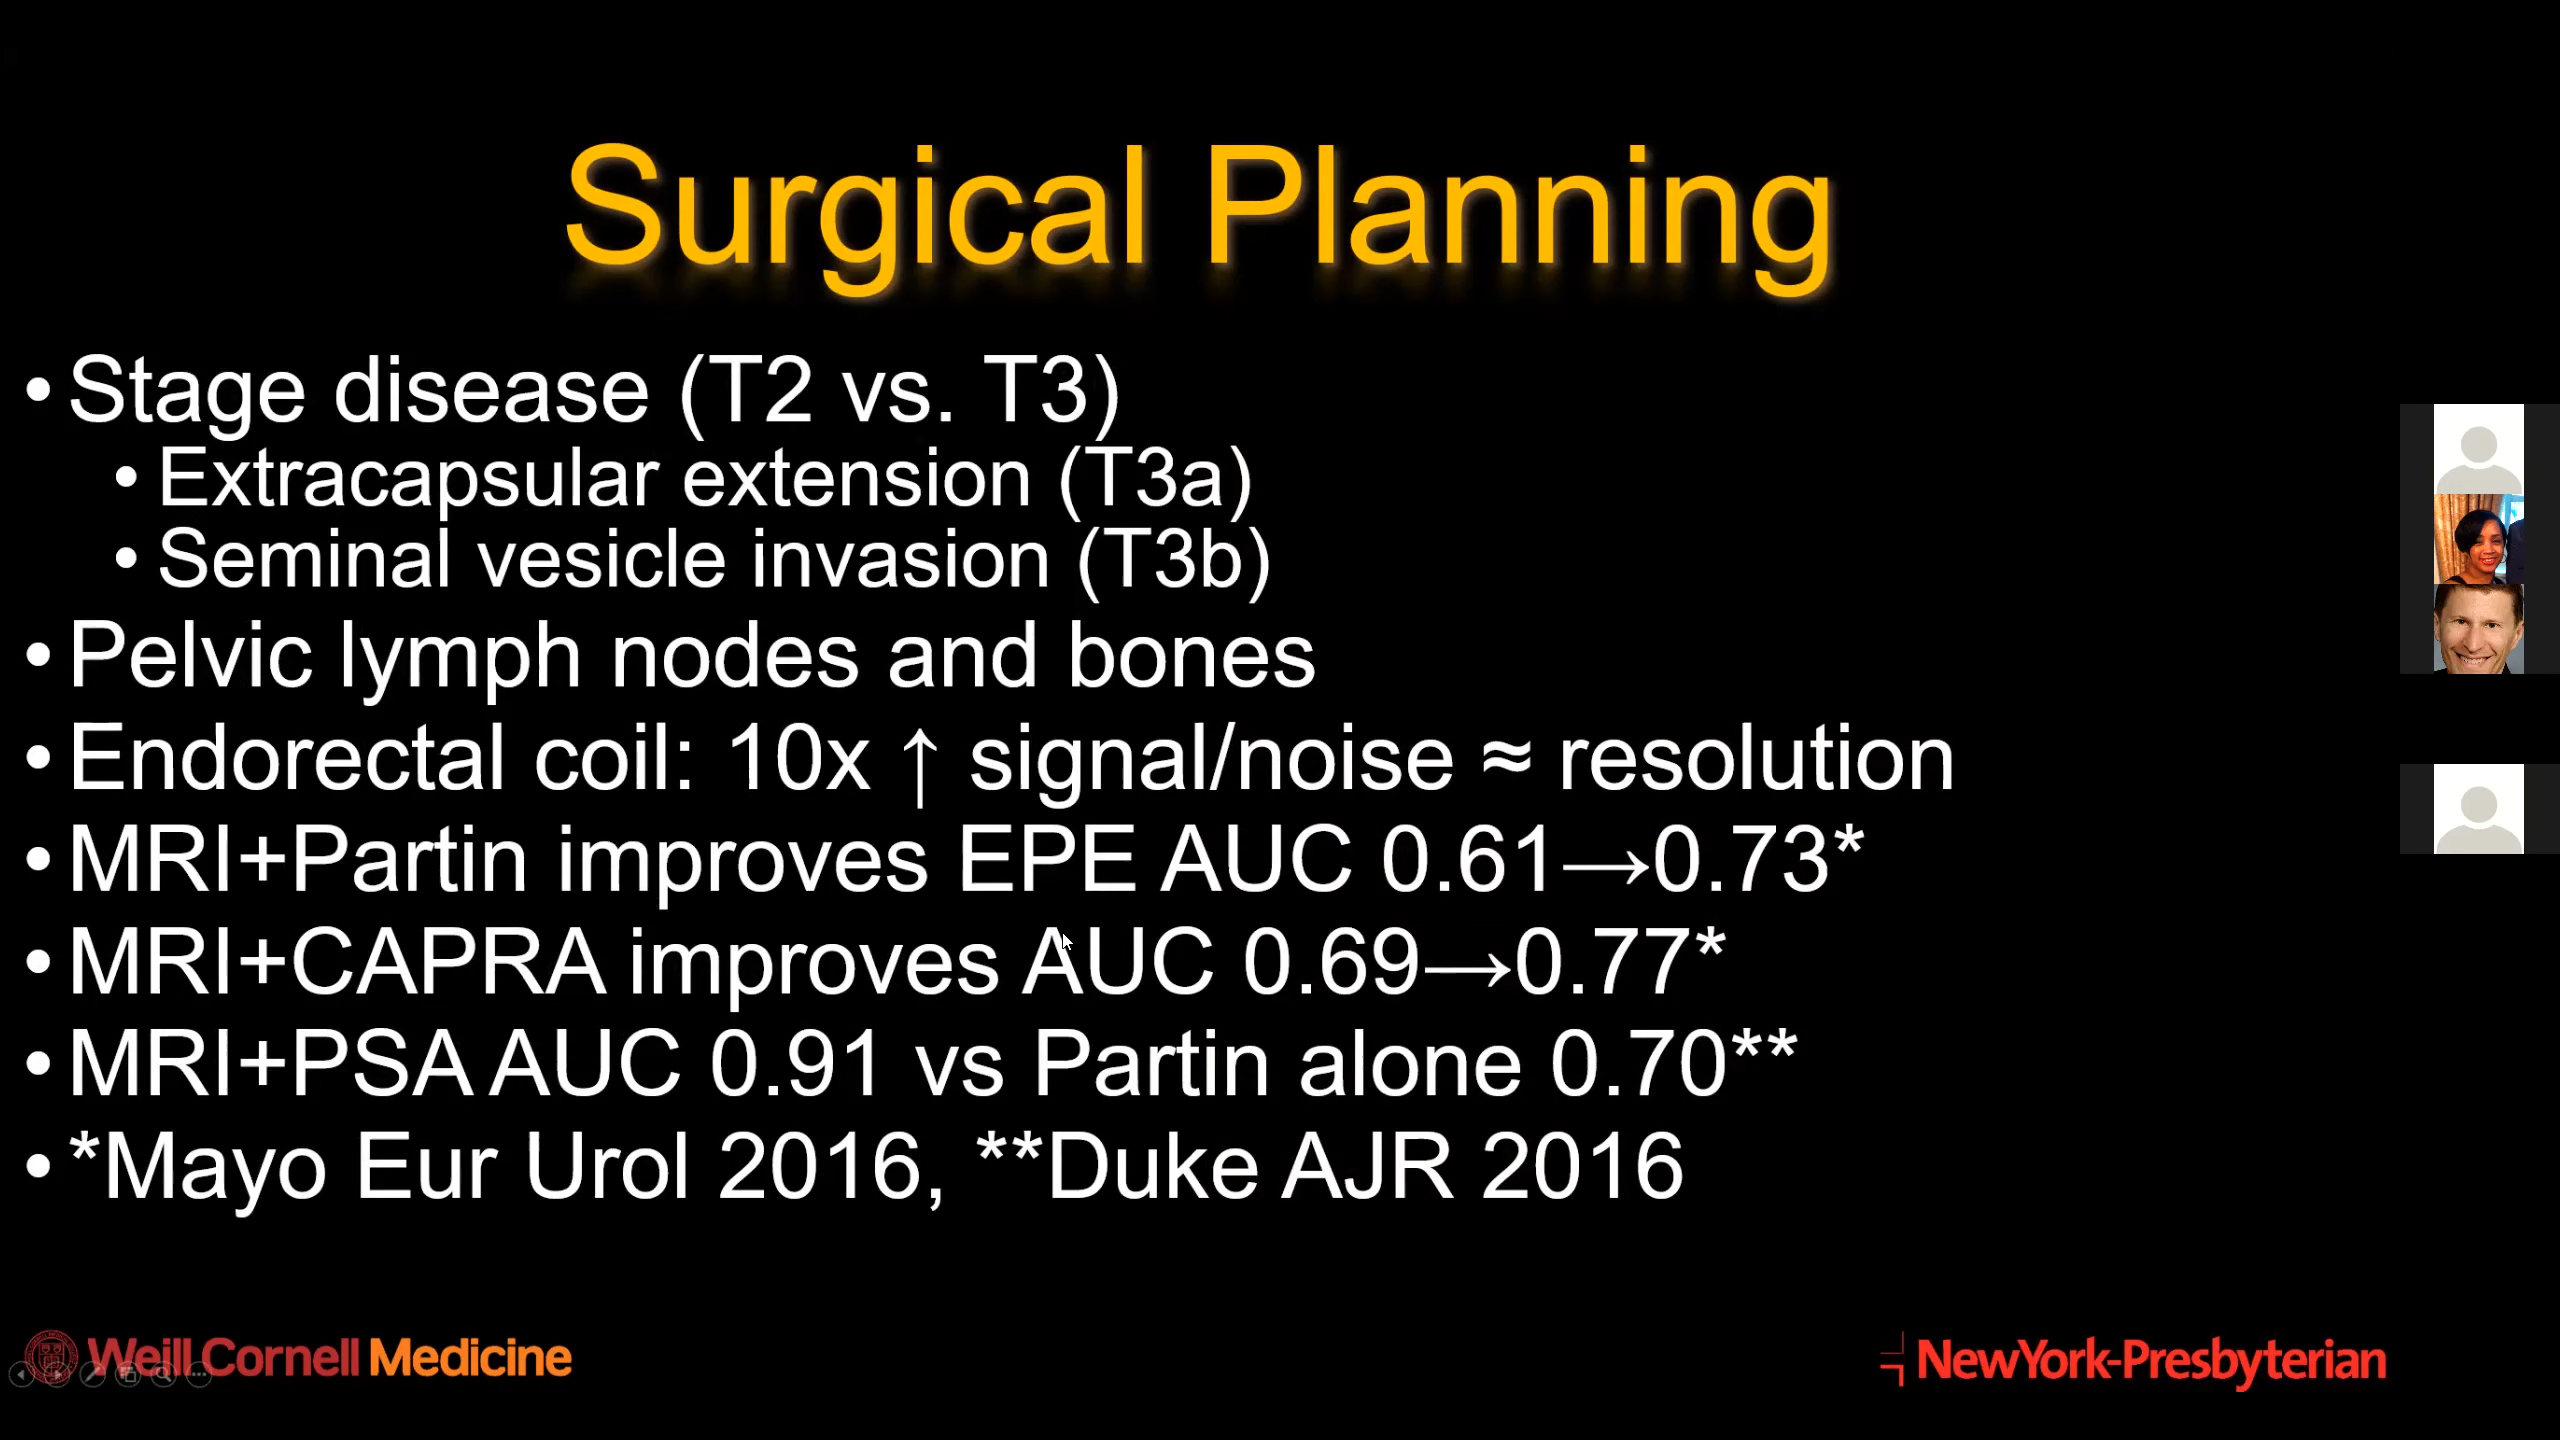 Surgical Planning
• Stage disease (T2 vs. T3)
• Extracapsular extension (T3a)
• Seminal vesicle invasion (T3b)
• Pelvic lymph nodes and bones
• Endorectal coil: 10x ↑ signal/noise ≈ resolution
• MRI+Partin improves EPE AUC 0.61→0.73*
• MRI+CAPRA improves AUC 0.69→0.77*
• MRI+PSA AUC 0.91 vs Partin alone 0.70**
• *Mayo Eur Urol 2016, **Duke AJR 2016
Weill Cornell Medicine
NewYork-Presbyterian